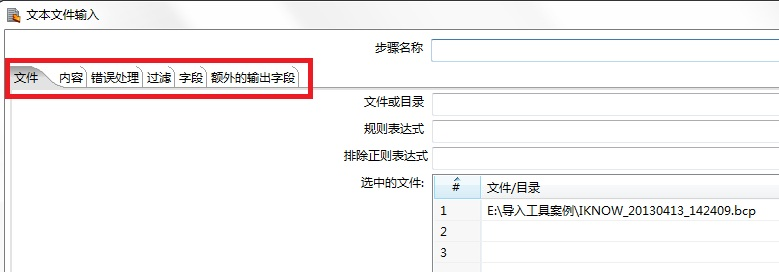 文本文件输入
步骤名称
文件 内容 错误处理 过滤 字段 额外的输出字段
文件或目录
规则表达式
排除正则表达式
选中的文件:
# 文件/目录
1 E:\导入工具案例\IKNOW_20130413_142409.bcp
2
3